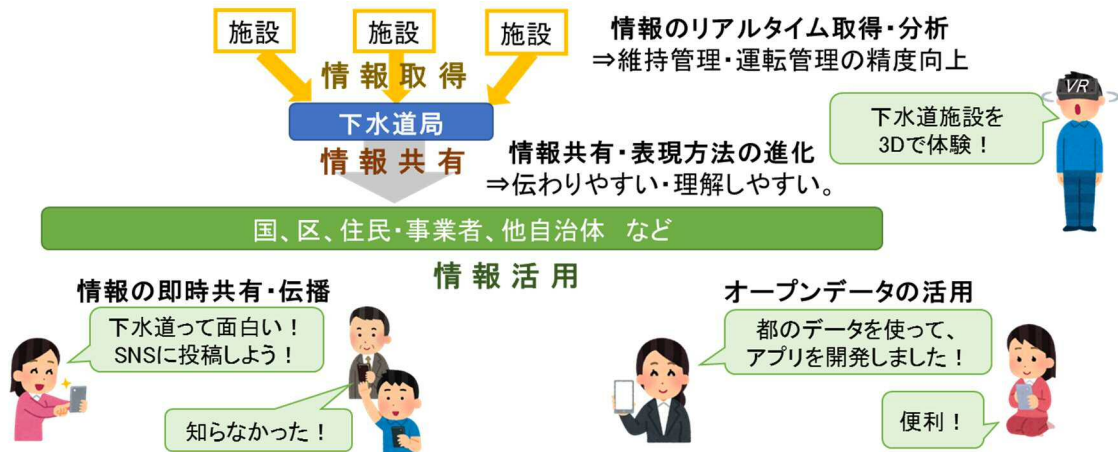 施設
施設
施設
情報取得
情報のリアルタイム取得・分析
⇒維持管理・運転管理の精度向上
下水道局
VR
下水道施設を
3Dで体験！
情報共有
情報共有・表現方法の進化
⇒伝わりやすい・理解しやすい。
国、区、住民・事業者、他自治体　など
情報活用
情報の即時共有・伝播
下水道って面白い！
SNSに投稿しよう！
知らなかった！
オープンデータの活用
都のデータを使って、
アプリを開発しました！
便利！